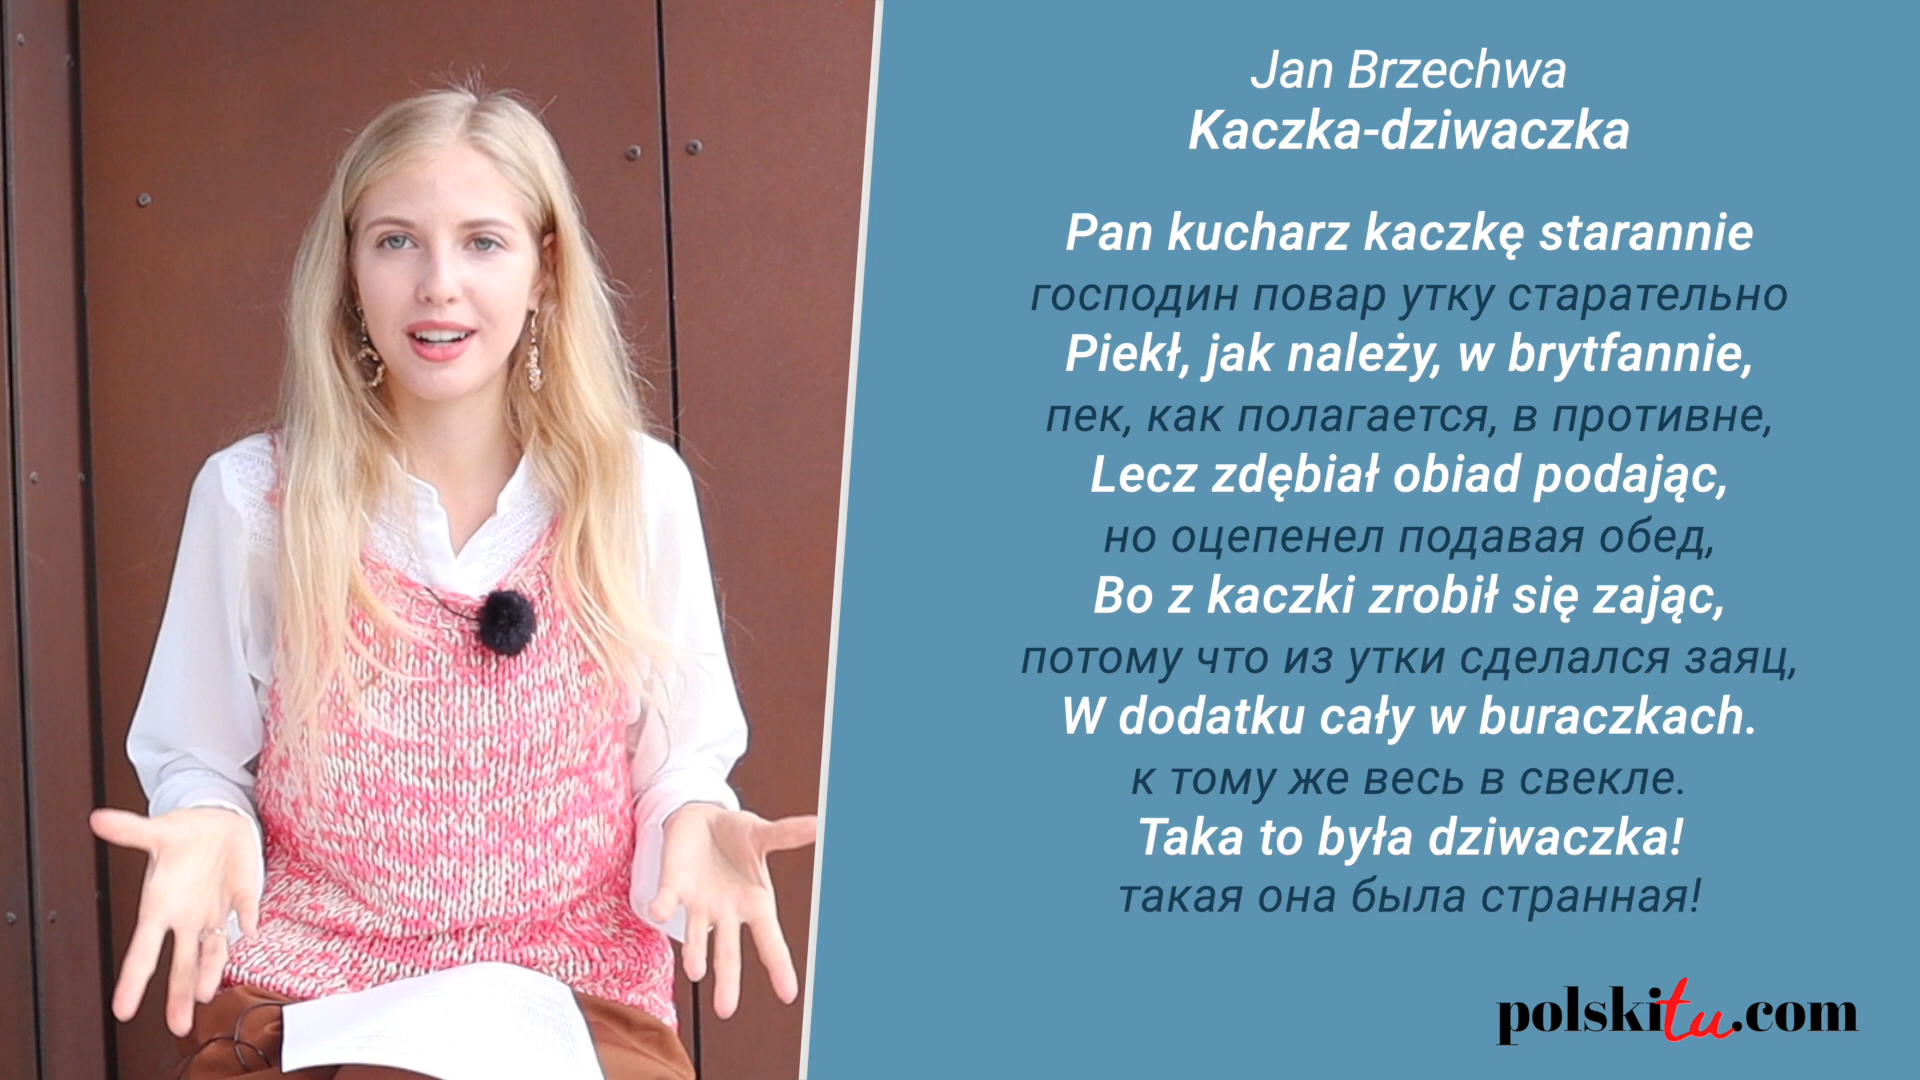 Jan Brzechwa
Kaczka-dziwaczka
Pan kucharz kaczkę starannie
господин повар утку старательно
Piekł, jak należy, w brytfannie,
пек, как полагается, в противне,
Lecz zdębiał obiad podając,
но оцепенел подавая обед,
Bo z kaczki zrobił się zając,
потому что из утки сделался заяц,
W dodatku cały w buraczkach.
к тому же весь в свекле.
Taka to była dziwaczka!
такая она была странная!
polskitu.com